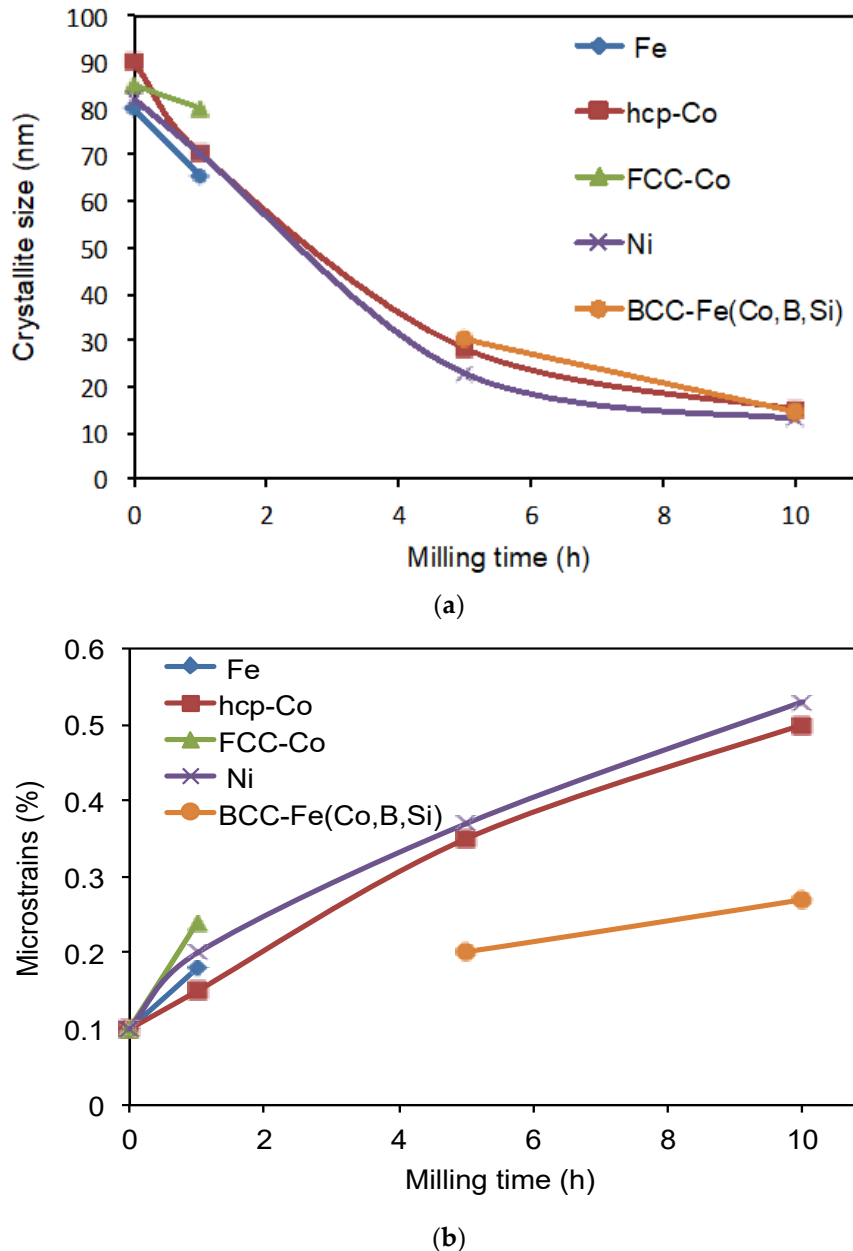 100
90
80
70
60
50
40
30
20
10
0
Crystallite size (nm)
Fe
hcp-Co
FCC-Co
Ni
BCC-Fe(Co,B,Si)
0 2 4 6 8 10
Milling time (h)
(a)
0.6
0.5
0.4
0.3
0.2
0.1
0
Microstrains (%)
Fe
hcp-Co
FCC-Co
Ni
BCC-Fe(Co,B,Si)
0 2 4 6 8 10
Milling time (h)
(b)